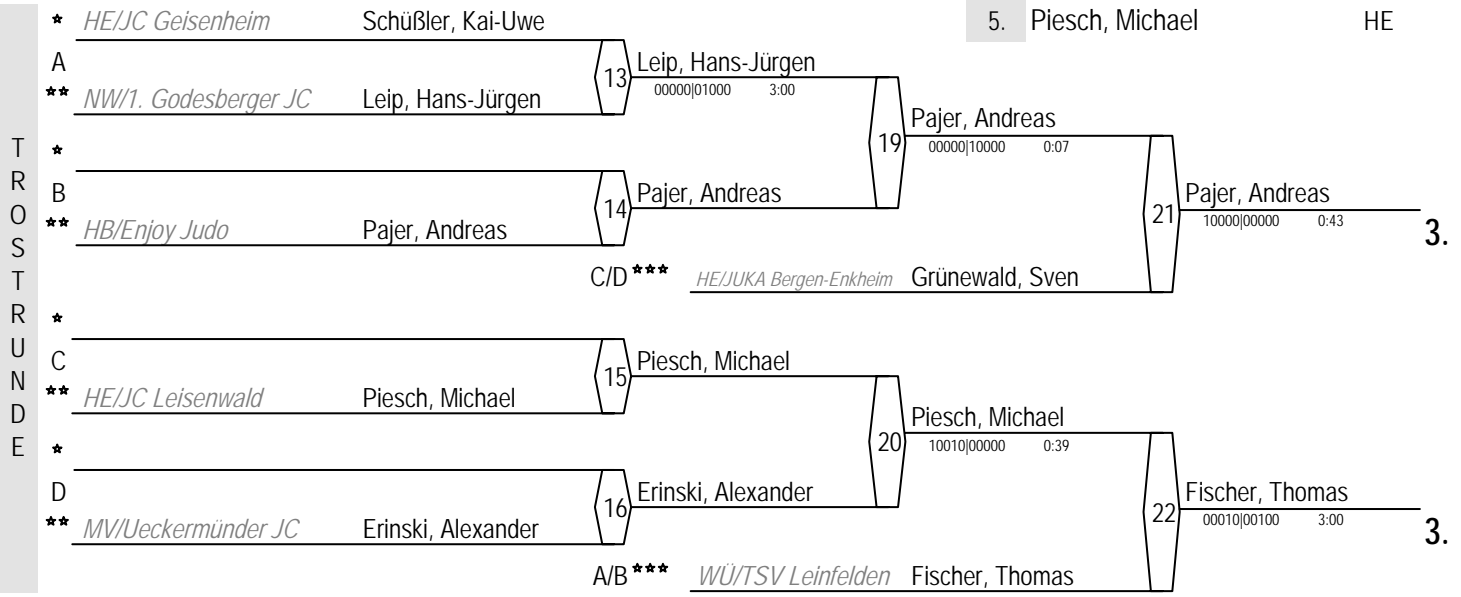 TROSTRUNDE
* HE/JC Geisenheim Schüßler, Kai-Uwe
5. Piesch, Michael HE
A
13 Leip, Hans-Jürgen
00000|01000 3:00
** NW/1. Godesberger JC Leip, Hans-Jürgen
19 Pajer, Andreas
00000|10000 0:07
*
B
14 Pajer, Andreas
21 Pajer, Andreas
10000|00000 0:43
3.
** HB/Enjoy Judo Pajer, Andreas
C/D *** HE/JUKA Bergen-Enkheim Grünewald, Sven
*
C
15 Piesch, Michael
** HE/JC Leisenwald Piesch, Michael
20 Piesch, Michael
10010|00000 0:39
*
D
16 Erinski, Alexander
22 Fischer, Thomas
00010|00100 3:00
3.
** MV/Ueckermünder JC Erinski, Alexander
A/B *** WÜ/TSV Leinfelden Fischer, Thomas